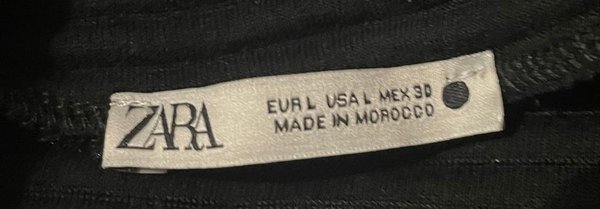 ZARA
EUR L USA L MEX 30
MADE IN MOROCCO